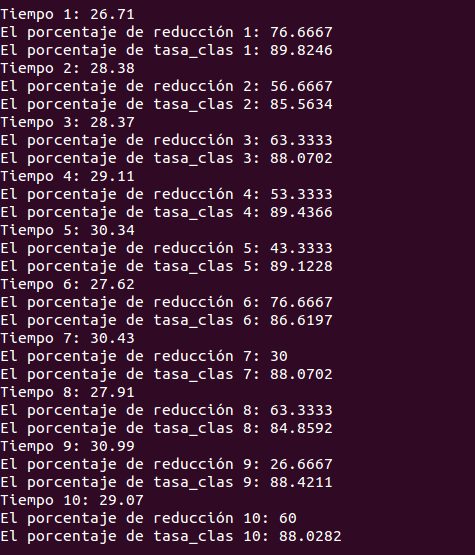 Tiempo 1: 26.71
El porcentaje de reducción 1: 76.6667
El porcentaje de tasa_clas 1: 89.8246
Tiempo 2: 28.38
El porcentaje de reducción 2: 56.6667
El porcentaje de tasa_clas 2: 85.5634
Tiempo 3: 28.37
El porcentaje de reducción 3: 63.3333
El porcentaje de tasa_clas 3: 88.0702
Tiempo 4: 29.11
El porcentaje de reducción 4: 53.3333
El porcentaje de tasa_clas 4: 89.4366
Tiempo 5: 30.34
El porcentaje de reducción 5: 43.3333
El porcentaje de tasa_clas 5: 89.1228
Tiempo 6: 27.62
El porcentaje de reducción 6: 76.6667
El porcentaje de tasa_clas 6: 86.6197
Tiempo 7: 30.43
El porcentaje de reducción 7: 30
El porcentaje de tasa_clas 7: 88.0702
Tiempo 8: 27.91
El porcentaje de reducción 8: 63.3333
El porcentaje de tasa_clas 8: 84.8592
Tiempo 9: 30.99
El porcentaje de reducción 9: 26.6667
El porcentaje de tasa_clas 9: 88.4211
Tiempo 10: 29.07
El porcentaje de reducción 10: 60
El porcentaje de tasa_clas 10: 88.0282